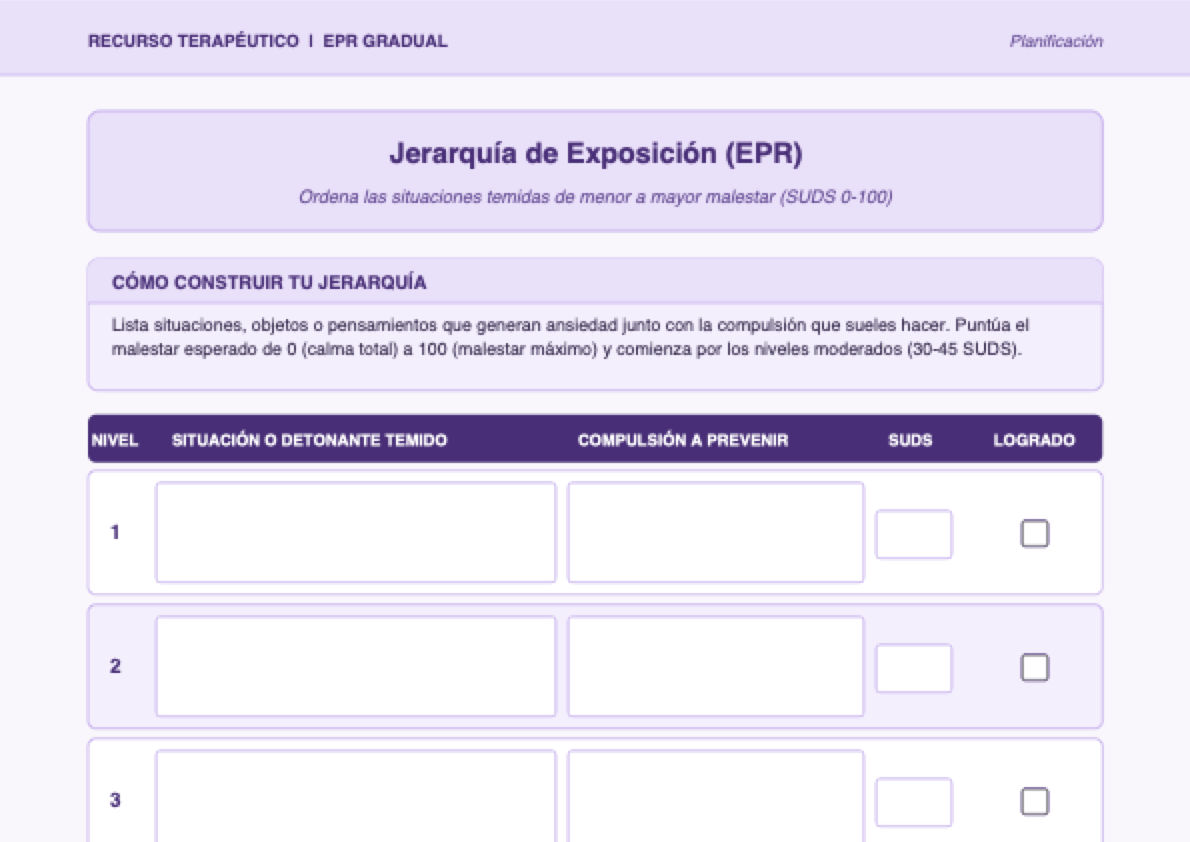 RECURSO TERAPÉUTICO | EPR GRADUAL
Planificación
Jerarquía de Exposición (EPR)
Ordena las situaciones temidas de menor a mayor malestar (SUDS 0-100)
CÓMO CONSTRUIR TU JERARQUÍA
Lista situaciones, objetos o pensamientos que generan ansiedad junto con la compulsión que sueles hacer. Puntúa el
malestar esperado de 0 (calma total) a 100 (malestar máximo) y comienza por los niveles moderados (30-45 SUDS).
NIVEL SITUACIÓN O DETONANTE TEMIDO COMPULSIÓN A PREVENIR SUDS LOGRADO
1
2
3